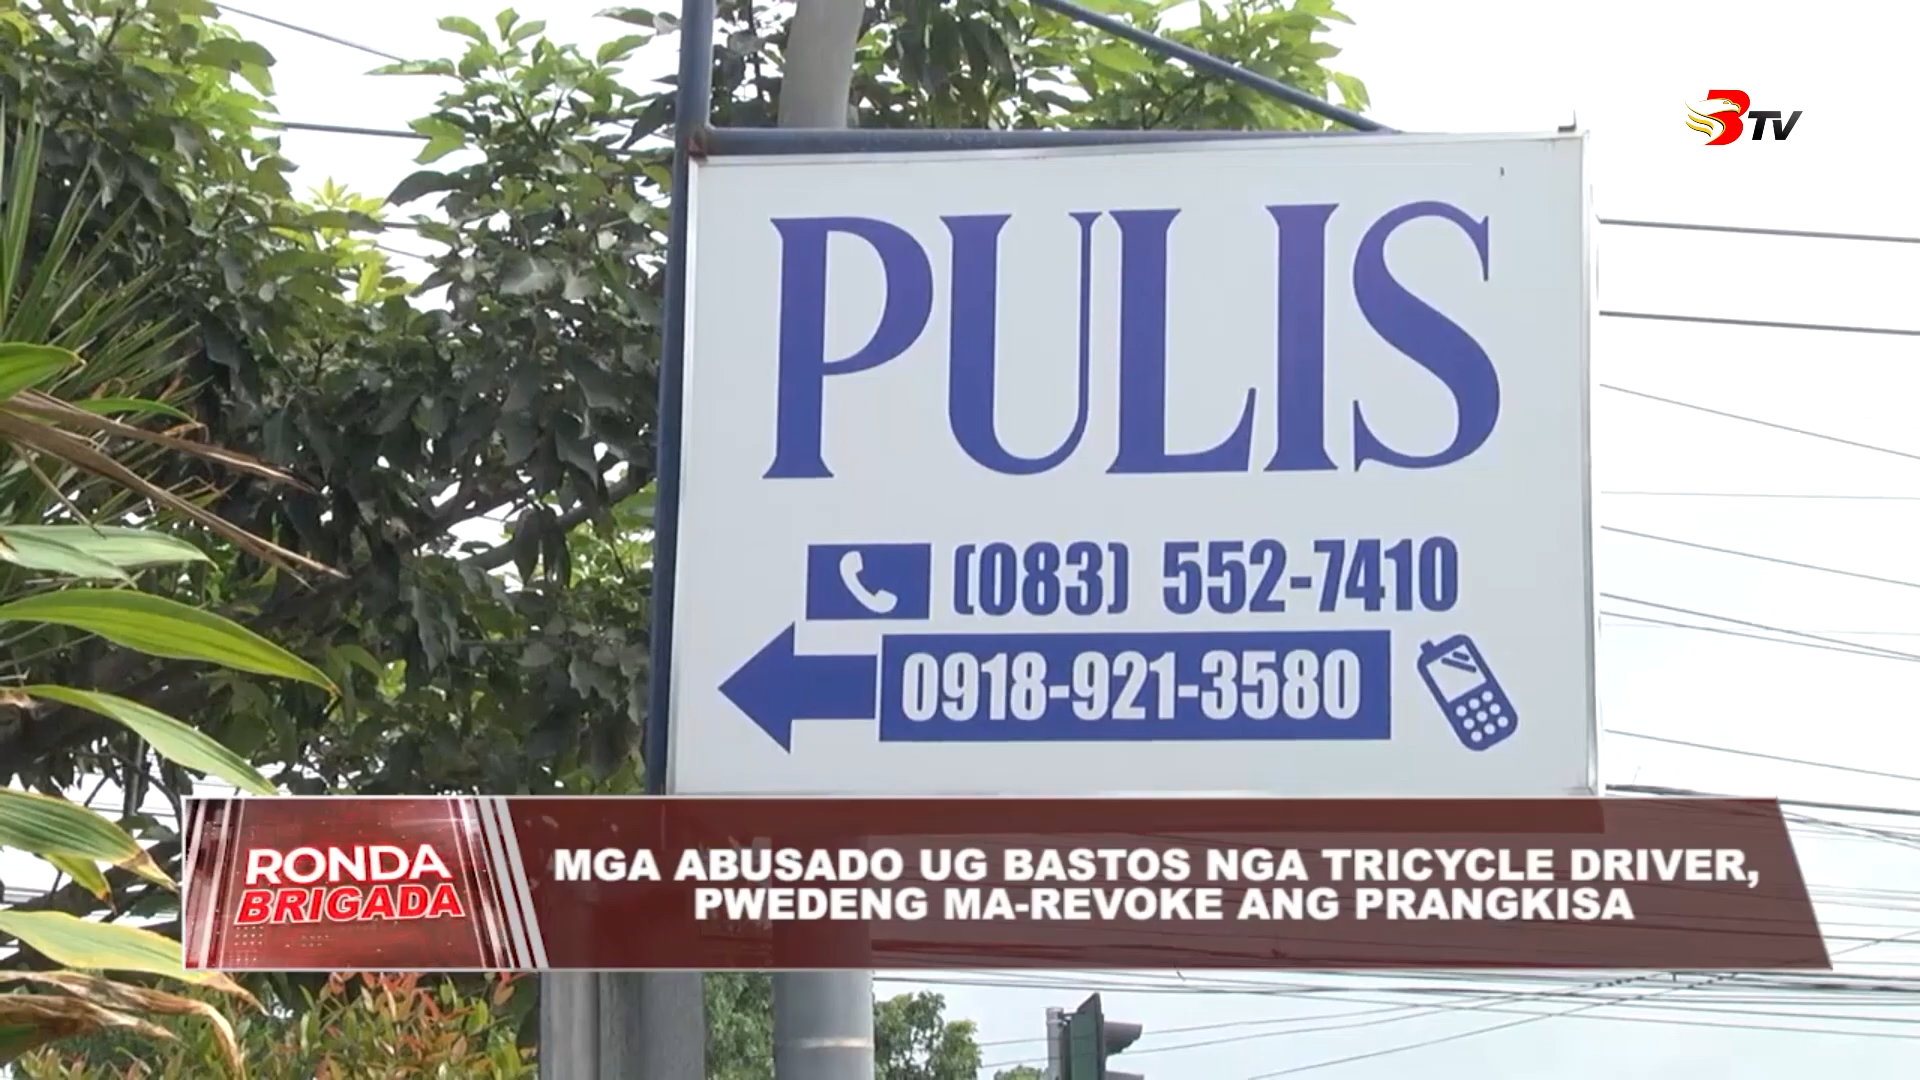 BTV
PULIS
(083) 552-7410
0918-921-3580
RONDA
BRIGADA
MGA ABUSADO UG BASTOS NGA TRICYCLE DRIVER,
PWEDENG MA-REVOKE ANG PRANGKISA